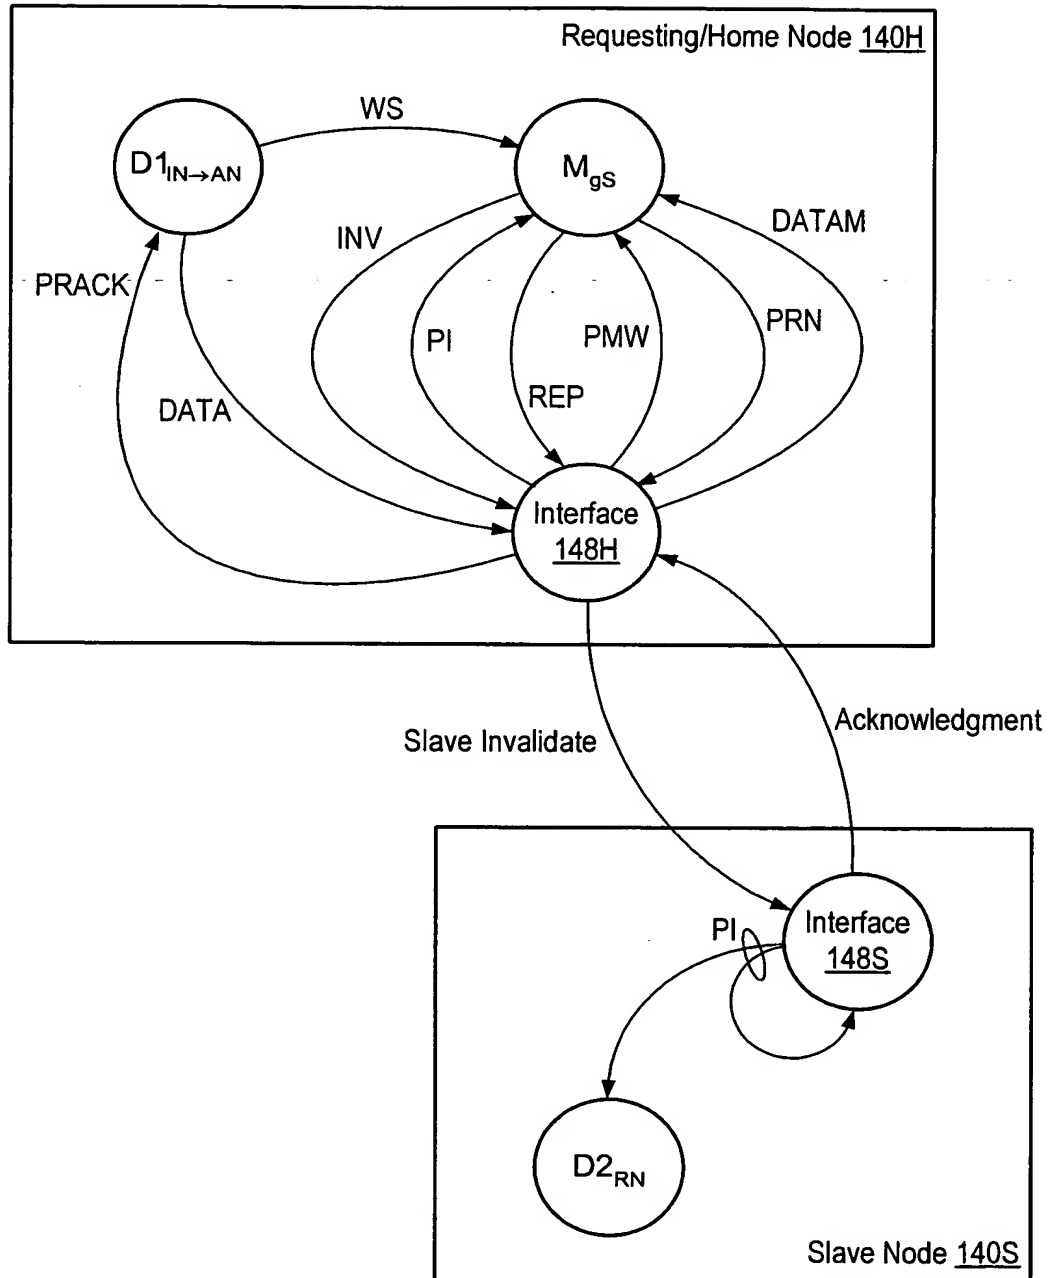 Requesting/Home Node 140H
WS
D1IN→AN
MgS
INV
DATAM
PRACK
PI
PMW
PRN
REP
DATA
Interface
148H
Slave Invalidate
Acknowledgment
PI
Interface
148S
D2RN
Slave Node 140S